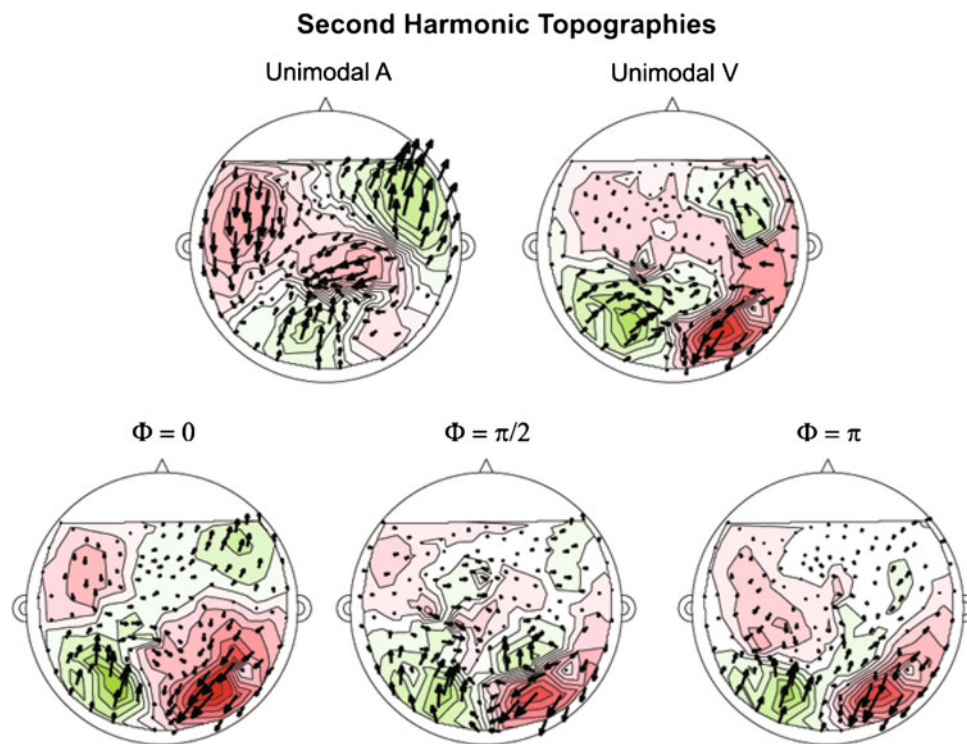 Second Harmonic Topographies
Unimodal A
Unimodal V
Φ = 0
Φ = π/2
Φ = π